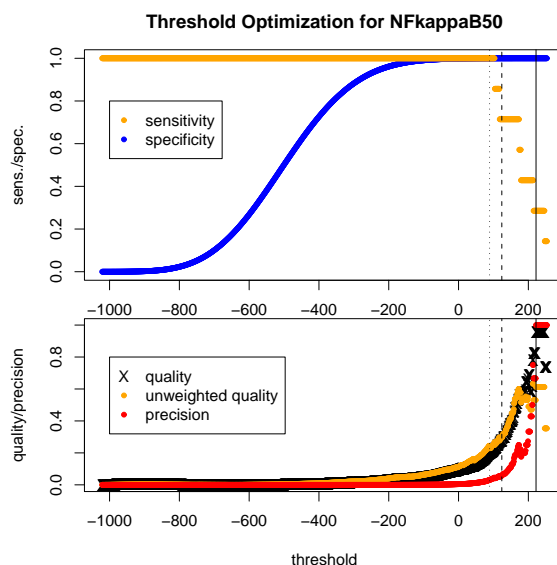 Threshold Optimization for NFkappaB50
sens./spec.
1.0
0.8
0.6
0.4
0.2
0.0
sensitivity
specificity
−1000 −800 −600 −400 −200 0 200
quality/precision
0.8
0.4
0.0
X quality
unweighted quality
precision
−1000 −800 −600 −400 −200 0 200
threshold